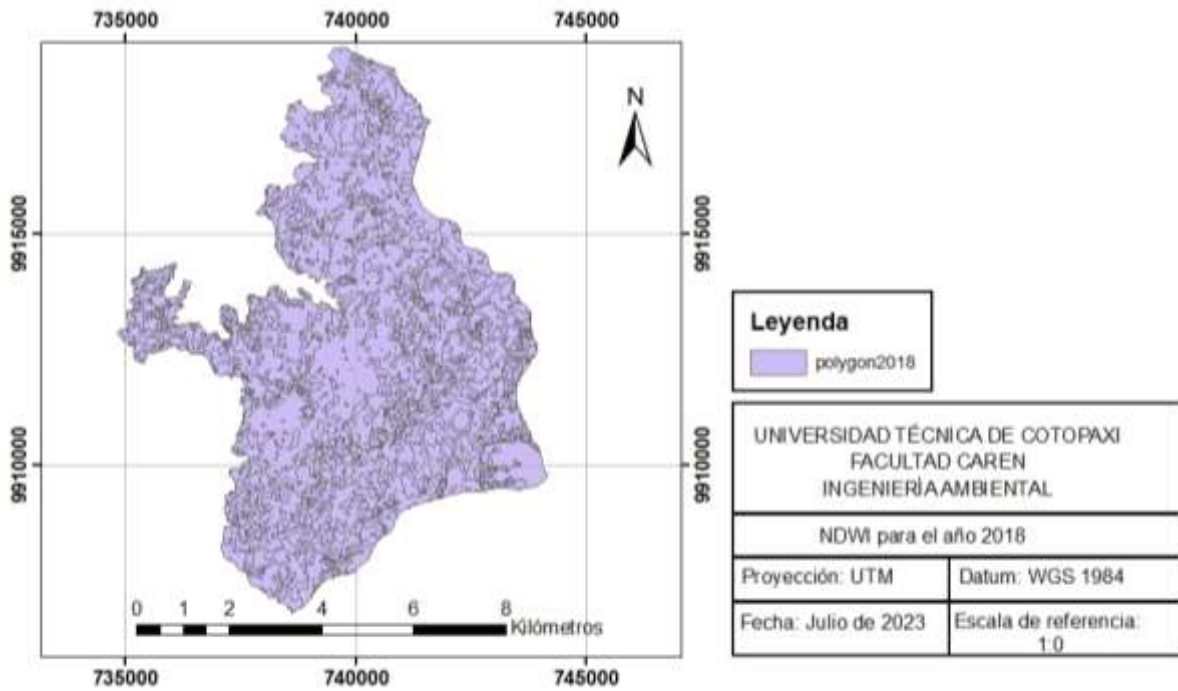 735000 740000 745000
N
9915000 9915000
9910000 9910000
0 1 2 4 6 8
Kilómetros
735000 740000 745000
Leyenda
polygon2018
UNIVERSIDAD TÉCNICA DE COTOPAXI
FACULTAD CAREN
INGENIERÍA AMBIENTAL
NDWI para el año 2018
Proyección: UTM
Datum: WGS 1984
Fecha: Julio de 2023
Escala de referencia:
1:0